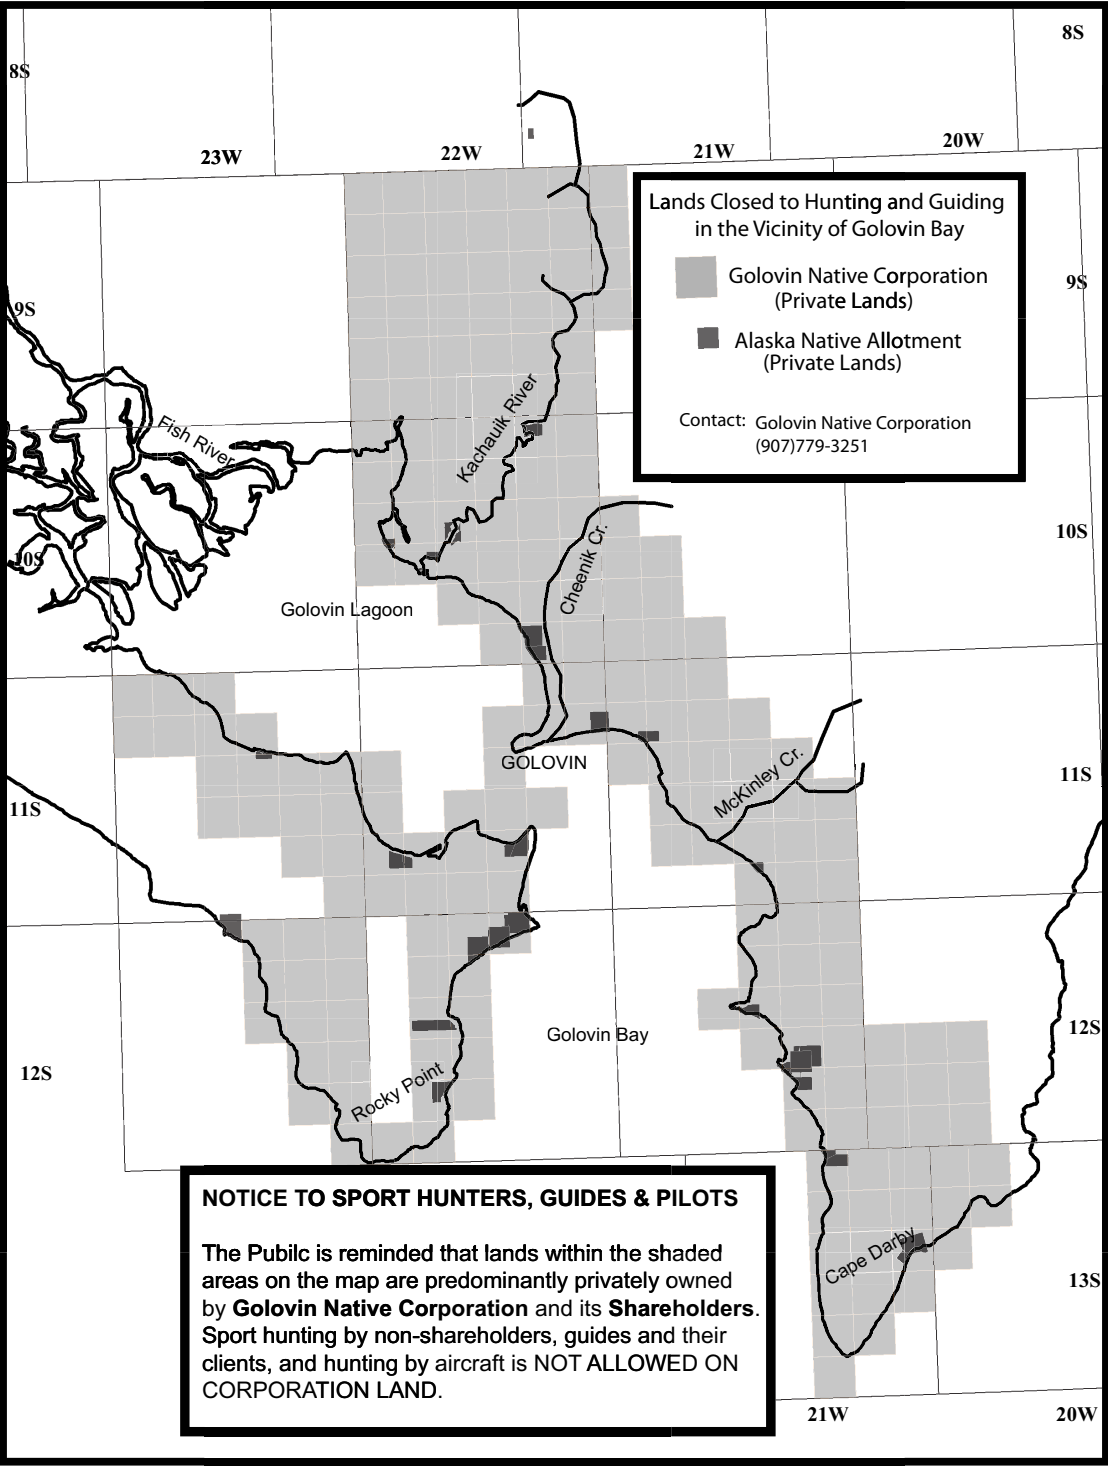 8S
8S
23W
22W
21W
20W
Lands Closed to Hunting and Guiding
in the Vicinity of Golovin Bay
Golovin Native Corporation
(Private Lands)
Alaska Native Allotment
(Private Lands)
Contact: Golovin Native Corporation
(907)779-3251
9S
9S
Kachauik River
Fish River
10S
10S
Cheenik Cr.
Golovin Lagoon
GOLOVIN
McKinley Cr.
11S
11S
Golovin Bay
12S
12S
Rocky Point
Cape Darby
13S
NOTICE TO SPORT HUNTERS, GUIDES & PILOTS
The Pubilc is reminded that lands within the shaded
areas on the map are predominantly privately owned
by Golovin Native Corporation and its Shareholders.
Sport hunting by non-shareholders, guides and their
clients, and hunting by aircraft is NOT ALLOWED ON
CORPORATION LAND.
21W
20W